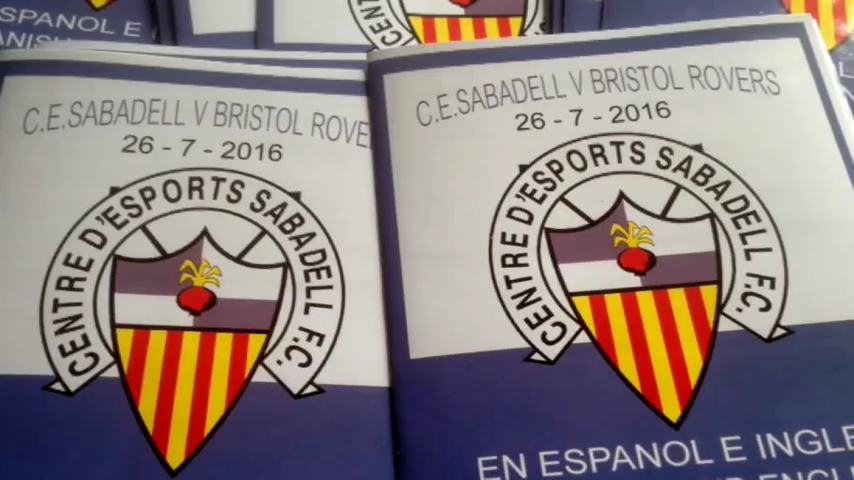 SPANOL E
C.E.SABADELL V BRISTOL ROVE
26 - 7 - 2016
CENTRE D'ESPORTS SABADELL F.C.
C.E.SABADELL V BRISTOL ROVERS
26 - 7 - 2016
CENTRE D'ESPORTS SABADELL F.C.
EN ESPANOL E INGLE